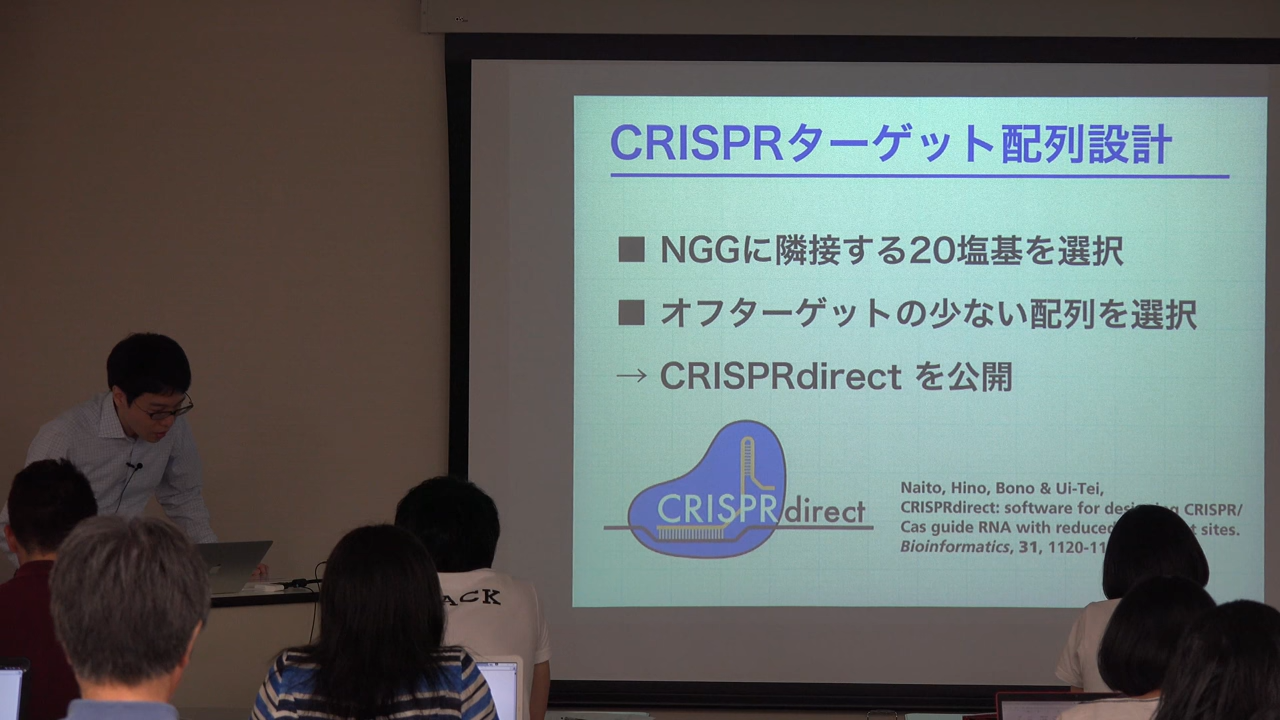 CRISPRターゲット配列設計
■ NGGに隣接する20塩基を選択
■ オフターゲットの少ない配列を選択
→ CRISPRdirect を公開
CRISPRdirect
Naito, Hino, Bono & Ui-Tei,
CRISPRdirect: software for designing CRISPR/
Cas guide RNA with reduced sites.
Bioinformatics, 31, 1120-11
ACK